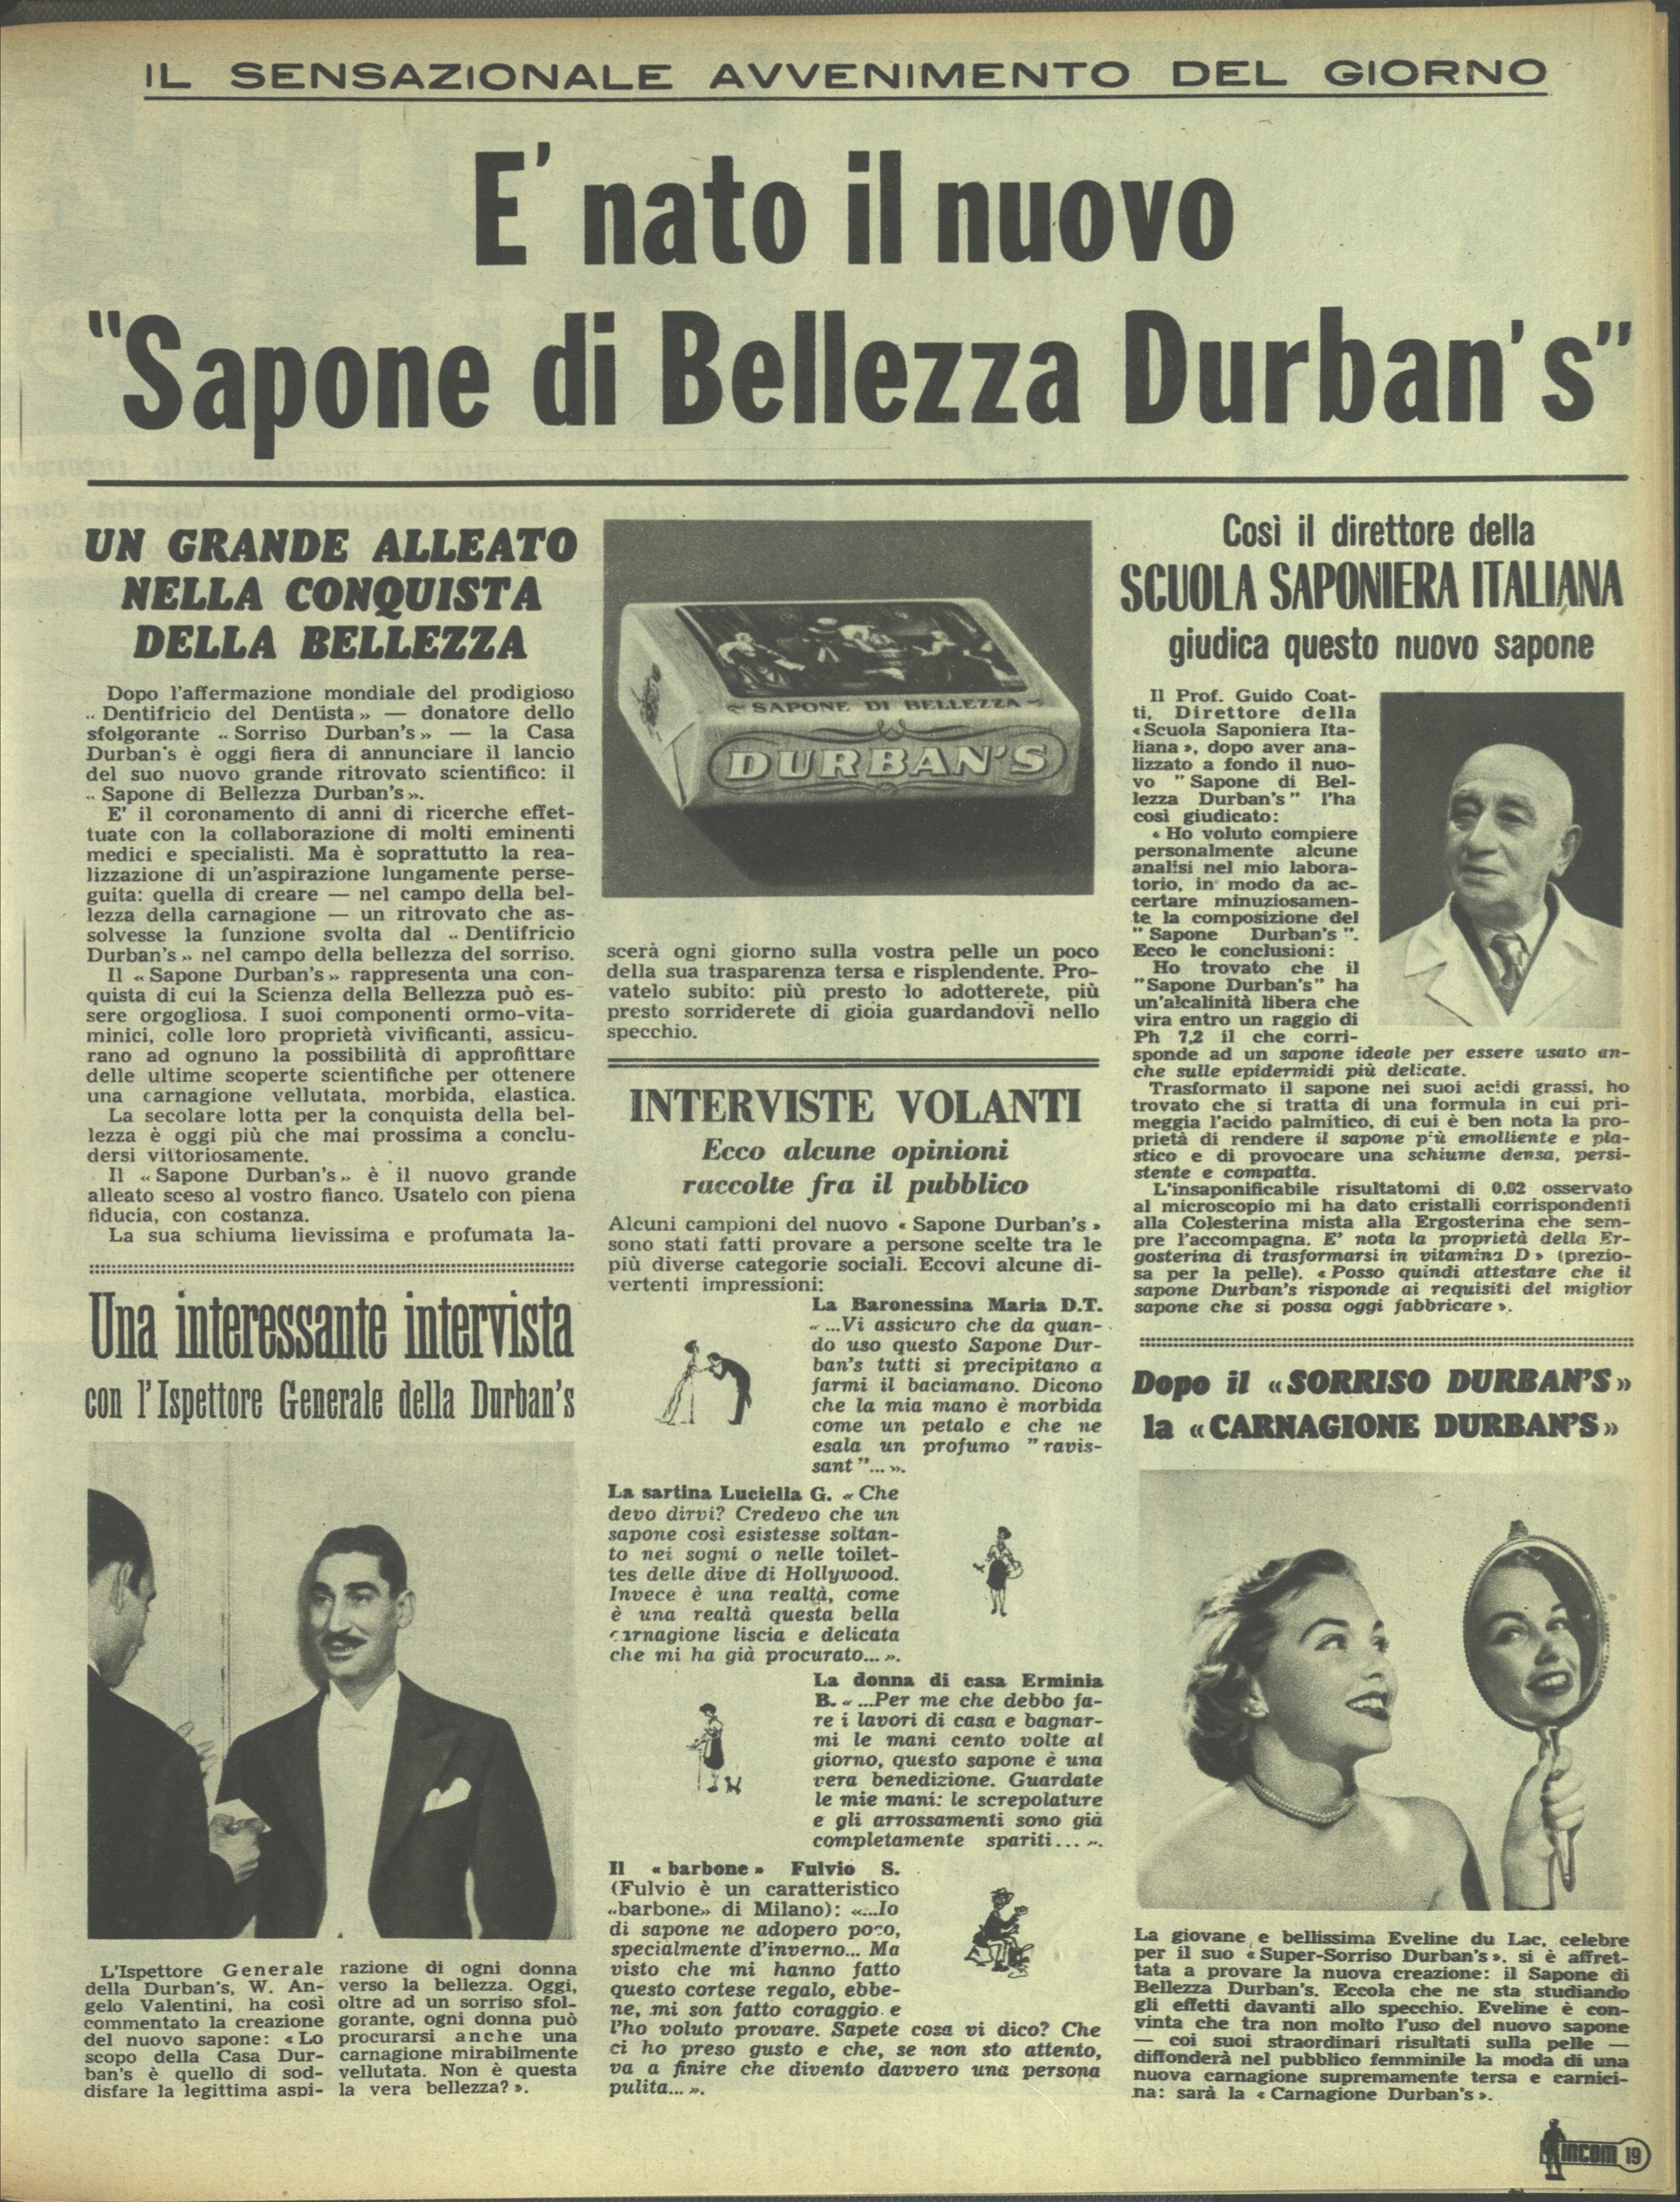 IL SENSAZIONALE AVVENIMENTO DEL GIORNO
E' nato il nuovo
"Sapone di Bellezza Durban's"
UN GRANDE ALLEATO
NELLA CONQUISTA
DELLA BELLEZZA
Dopo l'affermazione mondiale del prodigioso
« Dentifricio del Dentista » — donatore dello
sfolgorante « Sorriso Durban's » — la Casa
Durban's è oggi fiera di annunciare il lancio
del suo nuovo grande ritrovato scientifico: il
« Sapone di Bellezza Durban's ».
E' il coronamento di anni di ricerche effet-
tuate con la collaborazione di molti eminenti
medici e specialisti. Ma è soprattutto la rea-
lizzazione di un'aspirazione lungamente perse-
guita: quella di creare — nel campo della bel-
lezza della carnagione — un ritrovato che as-
solvesse la funzione svolta dal « Dentifricio
Durban's » nel campo della bellezza del sorriso.
Il « Sapone Durban's » rappresenta una con-
quista di cui la Scienza della Bellezza può es-
sere orgogliosa. I suoi componenti ormo-vita-
minici, colle loro proprietà vivificanti, assicu-
rano ad ognuno la possibilità di approfittare
delle ultime scoperte scientifiche per ottenere
una carnagione vellutata, morbida, elastica.
La secolare lotta per la conquista della bel-
lezza è oggi più che mai prossima a conclu-
dersi vittoriosamente.
Il « Sapone Durban's » è il nuovo grande
alleato sceso al vostro fianco. Usatelo con piena
fiducia, con costanza.
La sua schiuma lievissima e profumata la-
SAPONE DI BELLEZZA
DURBAN'S
scerà ogni giorno sulla vostra pelle un poco
della sua trasparenza tersa e risplendente. Pro-
vatelo subito: più presto lo adotterete, più
presto sorriderete di gioia guardandovi nello
specchio.
Una interessante intervista
con l'Ispettore Generale della Durban's
L'Ispettore Generale
della Durban's, W. An-
gelo Valentini, ha così
commentato la creazione
del nuovo sapone: « Lo
scopo della Casa Dur-
ban's è quello di sod-
disfare la legittima aspi-
razione di ogni donna
verso la bellezza. Oggi,
oltre ad un sorriso sfol-
gorante, ogni donna può
procurarsi anche una
carnagione mirabilmente
vellutata. Non è questa
la vera bellezza? ».
INTERVISTE VOLANTI
Ecco alcune opinioni
raccolte fra il pubblico
Alcuni campioni del nuovo « Sapone Durban's »
sono stati fatti provare a persone scelte tra le
più diverse categorie sociali. Eccovi alcune di-
vertenti impressioni:
La Baronessina Maria D.T.
« ...Vi assicuro che da quan-
do uso questo Sapone Dur-
ban's tutti si precipitano a
farmi il baciamano. Dicono
che la mia mano è morbida
come un petalo e che ne
esala un profumo " ravis-
sant "... ».
La sartina Luciella G. « Che
devo dirvi? Credevo che un
sapone così esistesse soltan-
to nei sogni o nelle toilet-
tes delle dive di Hollywood.
Invece è una realtà, come
è una realtà questa bella
carnagione liscia e delicata
che mi ha già procurato... ».
La donna di casa Erminia
B. « ...Per me che debbo fa-
re i lavori di casa e bagnar-
mi le mani cento volte al
giorno, questo sapone è una
vera benedizione. Guardate
le mie mani: le screpolature
e gli arrossamenti sono già
completamente spariti... ».
Il « barbone » Fulvio S.
(Fulvio è un caratteristico
«barbone» di Milano): «...Io
di sapone ne adopero poco,
specialmente d'inverno... Ma
visto che mi hanno fatto
questo cortese regalo, ebbe-
ne, mi son fatto coraggio e
l'ho voluto provare. Sapete cosa vi dico? Che
ci ho preso gusto e che, se non sto attento,
va a finire che divento davvero una persona
pulita... ».
Così il direttore della
SCUOLA SAPONIERA ITALIANA
giudica questo nuovo sapone
Il Prof. Guido Coat-
ti, Direttore della
« Scuola Saponiera Ita-
liana », dopo aver ana-
lizzato a fondo il nuo-
vo " Sapone di Bel-
lezza Durban's " l'ha
così giudicato:
« Ho voluto compiere
personalmente alcune
analisi nel mio labora-
torio, in modo da ac-
certare minuziosamen-
te la composizione del
" Sapone Durban's ".
Ecco le conclusioni:
Ho trovato che il
"Sapone Durban's" ha
un'alcalinità libera che
vira entro un raggio di
Ph 7,2 il che corri-
sponde ad un sapone ideale per essere usato an-
che sulle epidermidi più delicate.
Trasformato il sapone nei suoi acidi grassi, ho
trovato che si tratta di una formula in cui pri-
meggia l'acido palmitico, di cui è ben nota la pro-
prietà di rendere il sapone più emolliente e pla-
stico e di provocare una schiume densa, persi-
stente e compatta.
L'insaponificabile risultatomi di 0.02 osservato
al microscopio mi ha dato cristalli corrispondenti
alla Colesterina mista alla Ergosterina che sem-
pre l'accompagna. E' nota la proprietà della Er-
gosterina di trasformarsi in vitamina D » (prezio-
sa per la pelle). « Posso quindi attestare che il
sapone Durban's risponde ai requisiti del miglior
sapone che si possa oggi fabbricare ».
Dopo il « SORRISO DURBAN'S »
la « CARNAGIONE DURBAN'S »
La giovane e bellissima Eveline du Lac, celebre
per il suo « Super-Sorriso Durban's », si è affret-
tata a provare la nuova creazione: il Sapone di
Bellezza Durban's. Eccola che ne sta studiando
gli effetti davanti allo specchio. Eveline è con-
vinta che tra non molto l'uso del nuovo sapone
— coi suoi straordinari risultati sulla pelle —
diffonderà nel pubblico femminile la moda di una
nuova carnagione supremamente tersa e carnici-
na: sarà la « Carnagione Durban's ».
INCOM 19